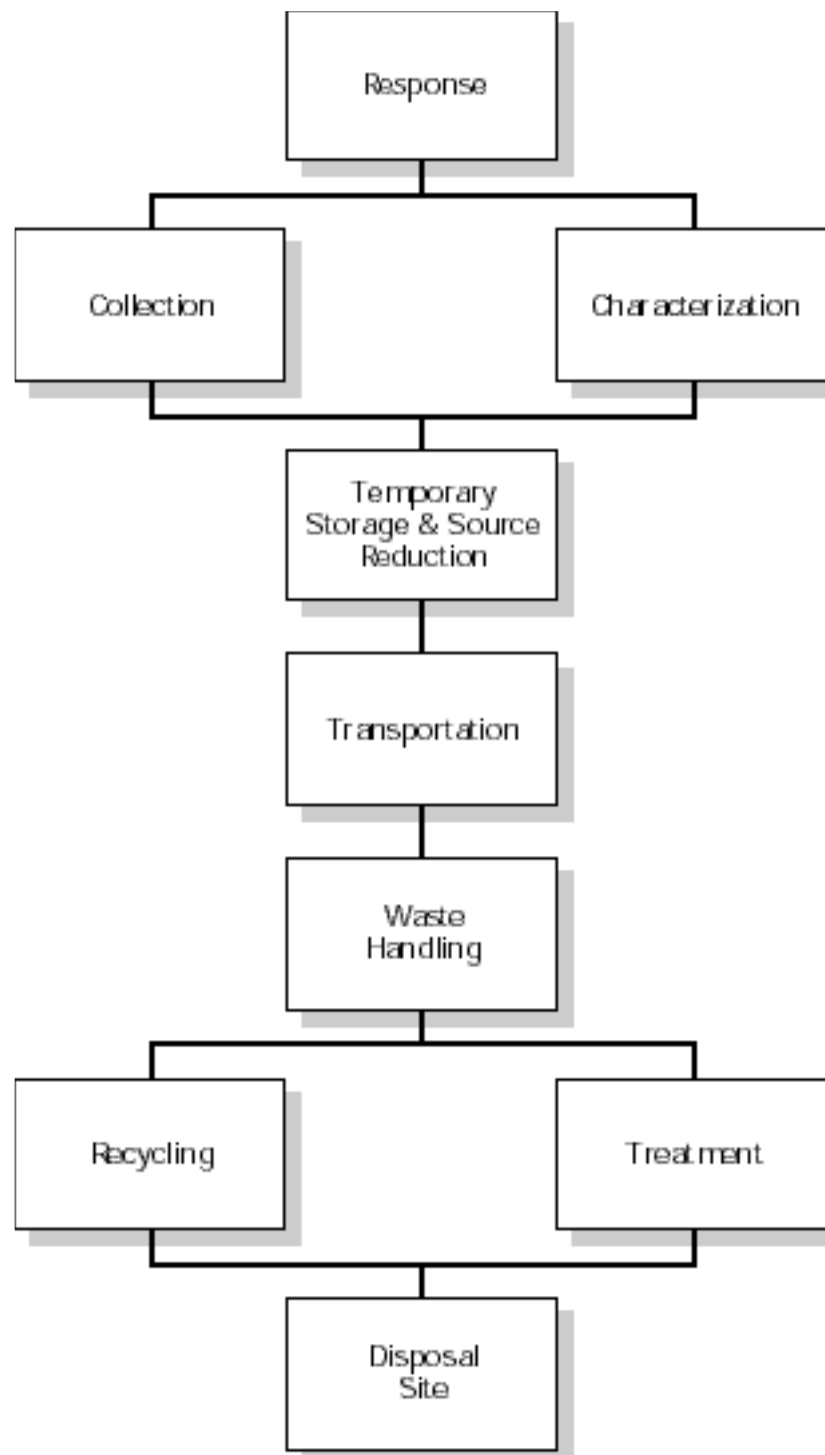 Response
Collection
Characterization
Temporary
Storage & Source
Reduction
Transportation
Waste
Handling
Recycling
Treatment
Disposal
Site